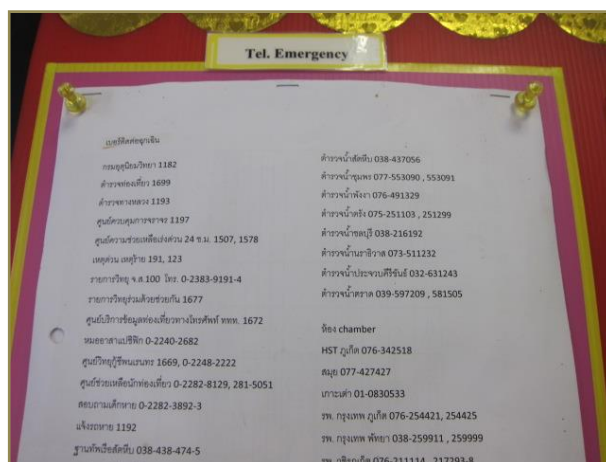 Tel. Emergency
เบอร์ติดต่อฉุกเฉิน
กรมอุตุนิยมวิทยา 1182
ตำรวจท่องเที่ยว 1699
ตำรวจทางหลวง 1193
ศูนย์ควบคุมการจราจร 1197
ศูนย์ความช่วยเหลือเร่งด่วน 24 ช.ม. 1507, 1578
เหตุด่วน เหตุร้าย 191, 123
รายการวิทยุ จ.ส.100 โทร. 0-2383-9191-4
รายการวิทยุร่วมด้วยช่วยกัน 1677
ศูนย์บริการข้อมูลท่องเที่ยวทางโทรศัพท์ ททท. 1672
หมออาสาแปซิฟิก 0-2240-2682
ศูนย์วิทยุกู้ชีพนเรนทร 1669, 0-2248-2222
ศูนย์ช่วยเหลือนักท่องเที่ยว 0-2282-8129, 281-5051
สอบถามเด็กหาย 0-2282-3892-3
แจ้งรถหาย 1192
ฐานทัพเรือสัตหีบ 038-438-474-5
ตำรวจน้ำสัตหีบ 038-437056
ตำรวจน้ำชุมพร 077-553090 , 553091
ตำรวจน้ำพังงา 076-491329
ตำรวจน้ำตรัง 075-251103 , 251299
ตำรวจน้ำชลบุรี 038-216192
ตำรวจน้ำนราธิวาส 073-511232
ตำรวจน้ำประจวบคีรีขันธ์ 032-631243
ตำรวจน้ำตราด 039-597209 , 581505
ห้อง chamber
HST ภูเก็ต 076-342518
สมุย 077-427427
เกาะเต่า 01-0830533
รพ. กรุงเทพ ภูเก็ต 076-254421, 254425
รพ. กรุงเทพ พัทยา 038-259911 , 259999
รพ. วชิรภูเก็ต 076-211114 , 217293-8